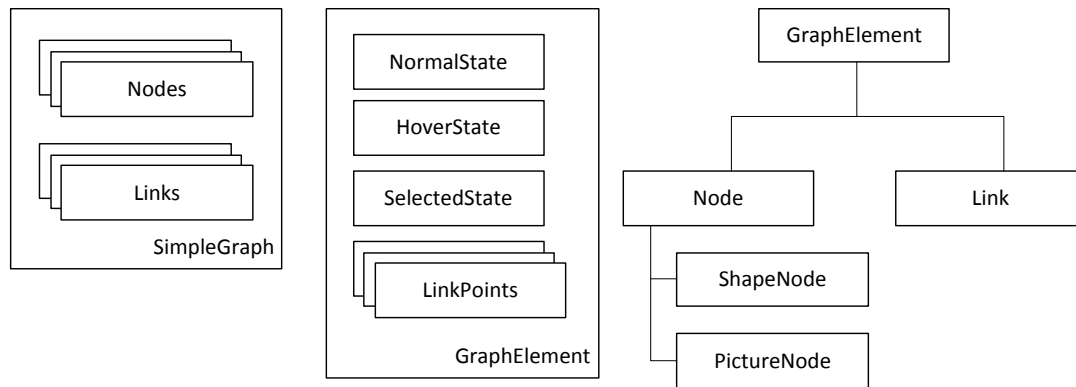 Nodes
Links
SimpleGraph
NormalState
HoverState
SelectedState
LinkPoints
GraphElement
GraphElement
Node
Link
ShapeNode
PictureNode